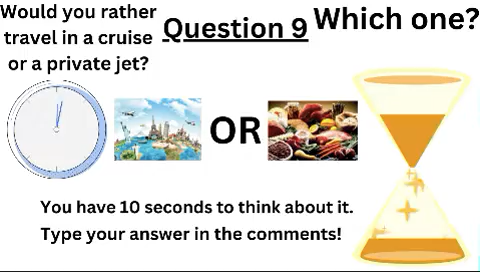 Would you rather
travel in a cruise
or a private jet?
Question 9
Which one?
OR
You have 10 seconds to think about it.
Type your answer in the comments!